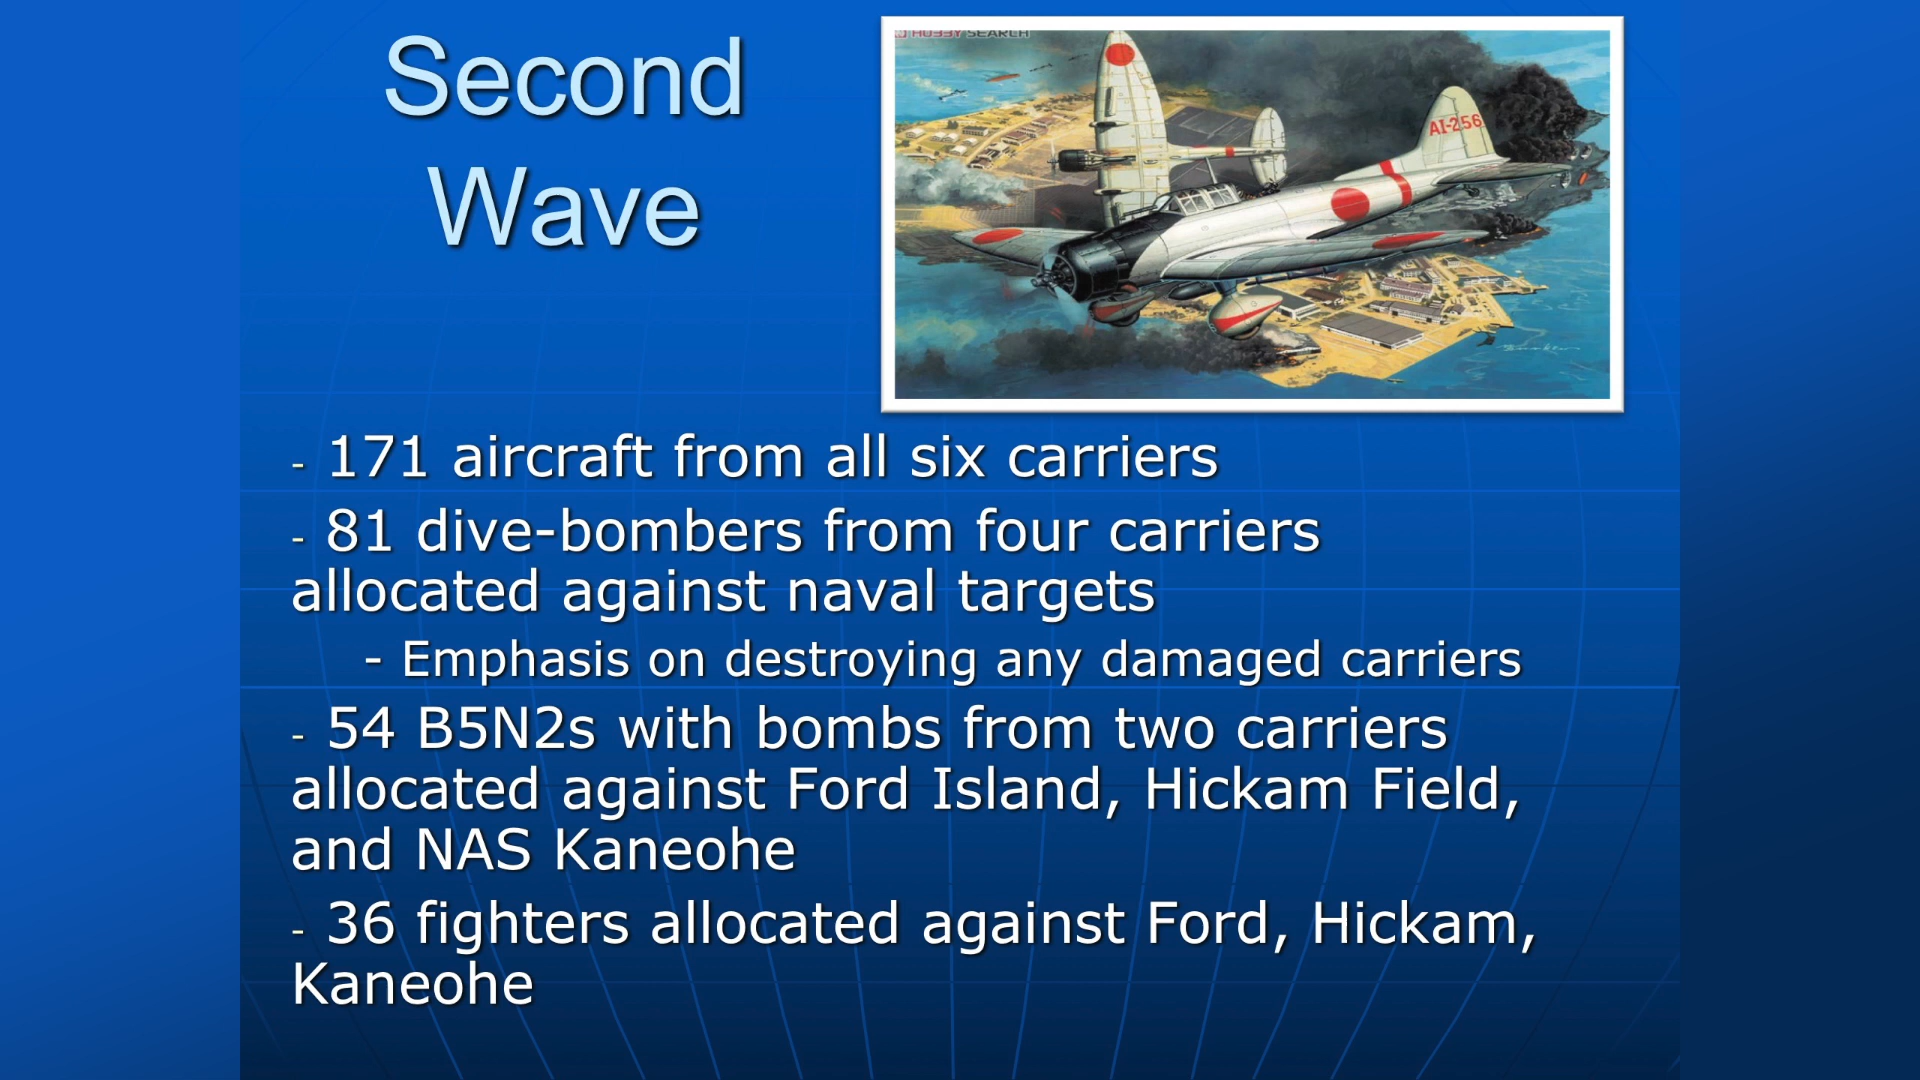 Second
Wave
HOBBY SEARCH
AI-256
- 171 aircraft from all six carriers
- 81 dive-bombers from four carriers
allocated against naval targets
- Emphasis on destroying any damaged carriers
- 54 B5N2s with bombs from two carriers
allocated against Ford Island, Hickam Field,
and NAS Kaneohe
- 36 fighters allocated against Ford, Hickam,
Kaneohe